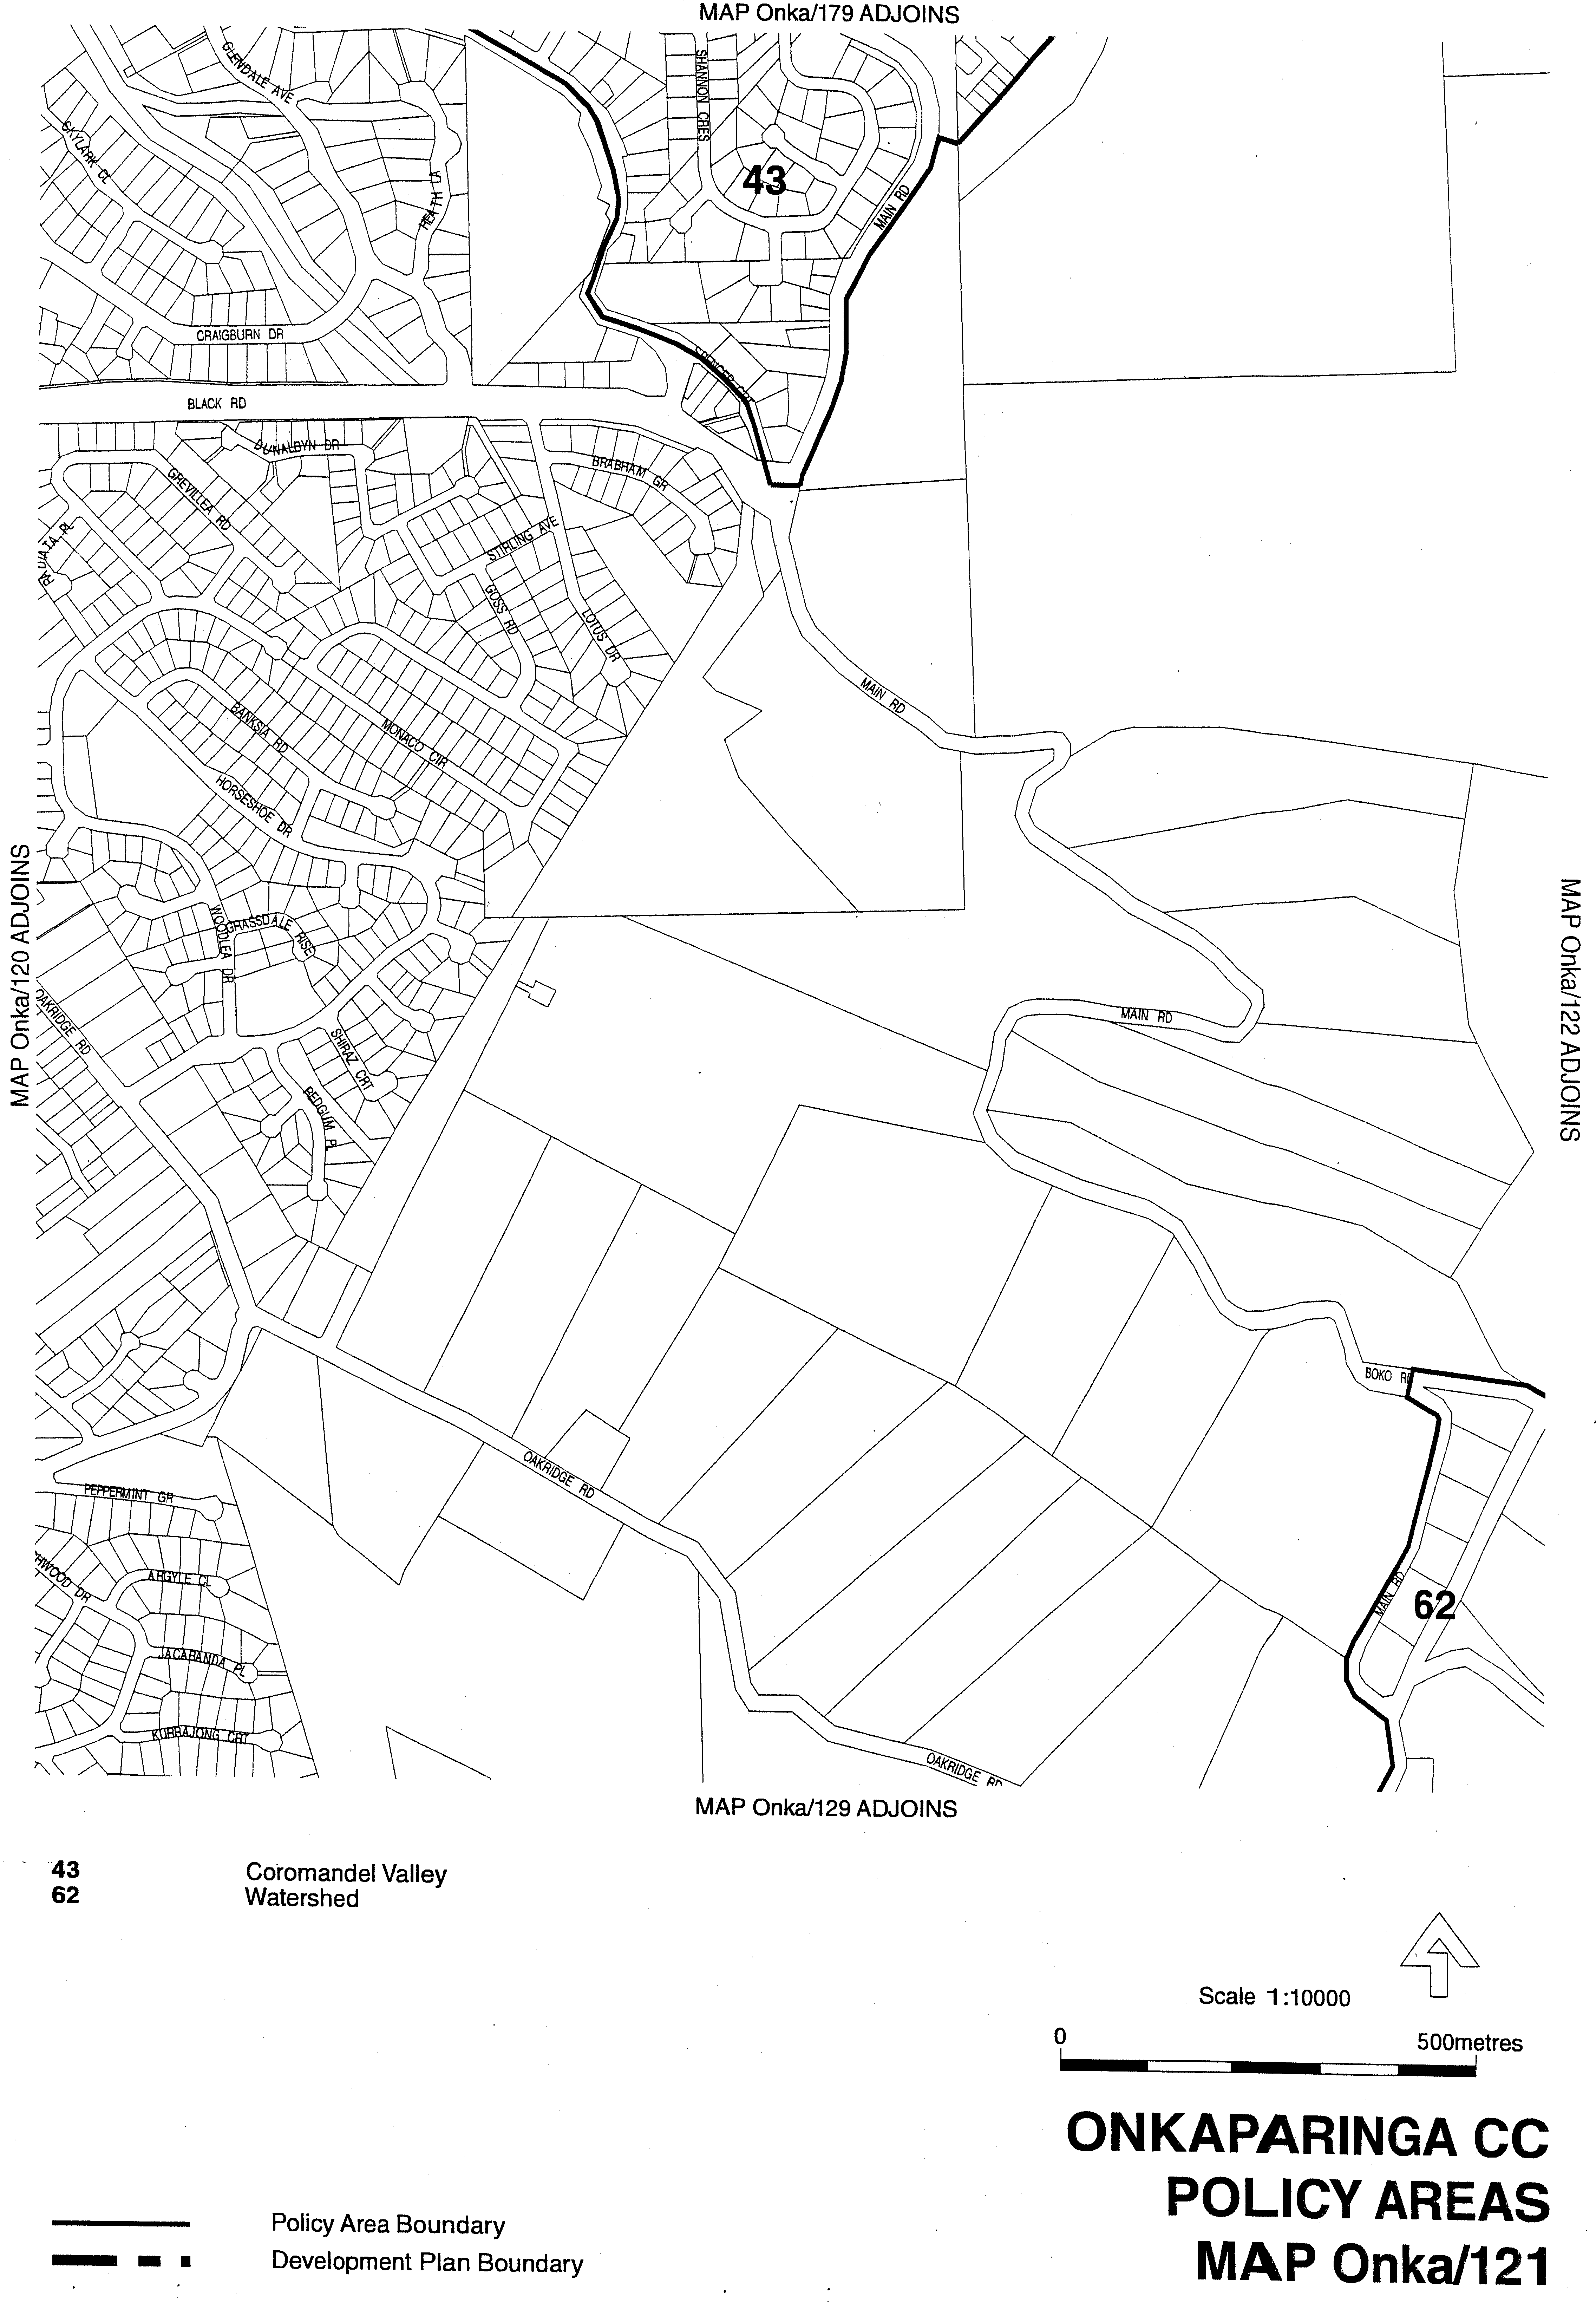 MAP Onka/179 ADJOINS
GLENDALE AVE
SHANNON CRES
SKYLARK CL
HEATH LA
43
MAIN RD
CRAIGBURN DR
SPENCER CRT
BLACK RD
DUNALBYN DR
BRABHAM GR
GREVILLEA RD
STIRLING AVE
GOSS RD
LOTUS DR
MAIN RD
BANKSIA RD
MONACO CIR
HORSESHOE DR
MAP Onka/120 ADJOINS
MAP Onka/122 ADJOINS
GRASSDALE RISE
WOODLEA DR
OAKRIDGE RD
MAIN RD
SHIRAZ CRT
REDGUM PL
BOKO RD
OAKRIDGE RD
PEPPERMINT GR
HWOOD DR
ARGYLE CL
MAIN RD
62
JACARANDA PL
KURRAJONG CRT
OAKRIDGE RD
MAP Onka/129 ADJOINS
43 Coromandel Valley
62 Watershed
Scale 1:10000
0 500metres
ONKAPARINGA CC
POLICY AREAS
MAP Onka/121
Policy Area Boundary
Development Plan Boundary